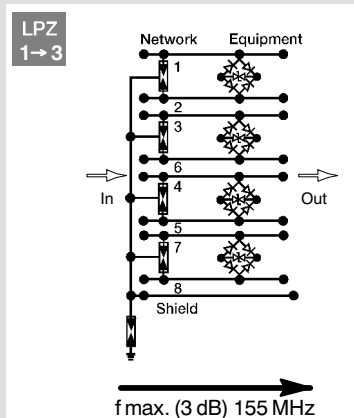 LPZ
1→3
Network Equipment
1
2
3
6
In Out
4
5
7
8
Shield
f max. (3 dB) 155 MHz